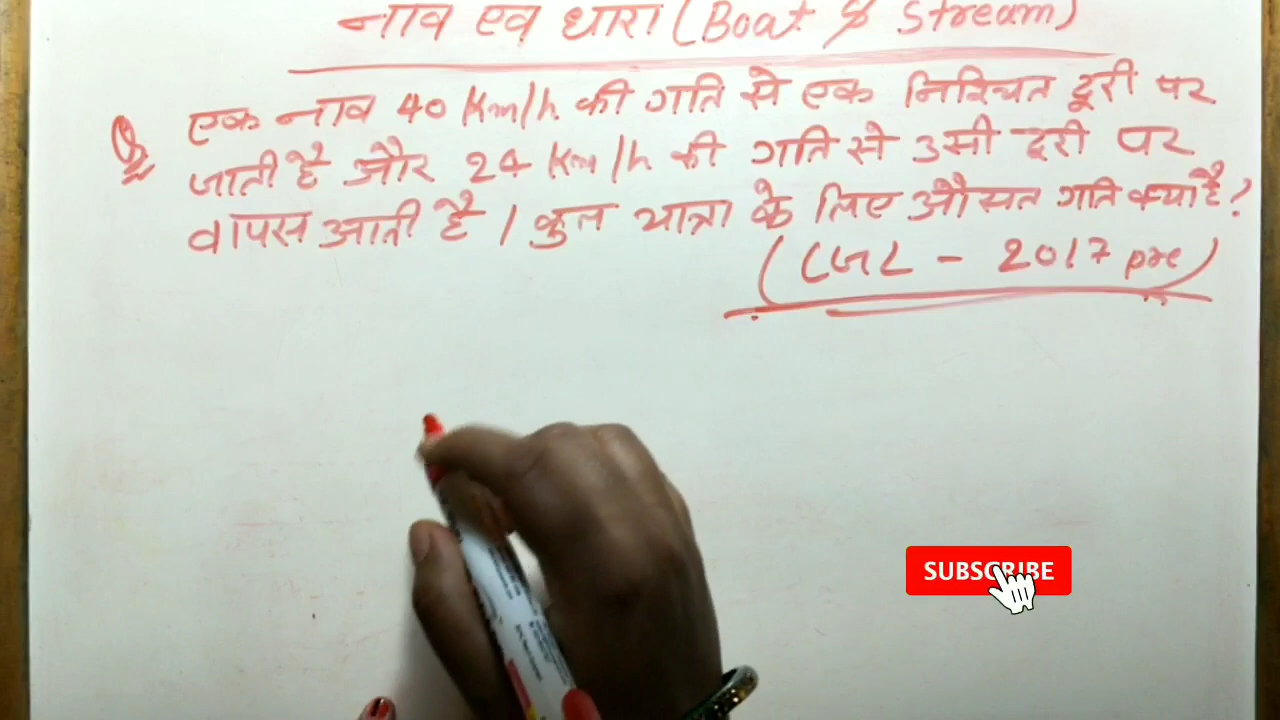 नाव एव धारा (Boat & Stream)
Q एक नाव 40 Km/h. की गति से एक निश्चित दूरी पर
जाती है और 24 Km/h की गति से उसी दूरी पर
वापस आती है । कुल यात्रा के लिए औसत गति क्या है ?
(CGL - 2017 pre)
SUBSCRIBE